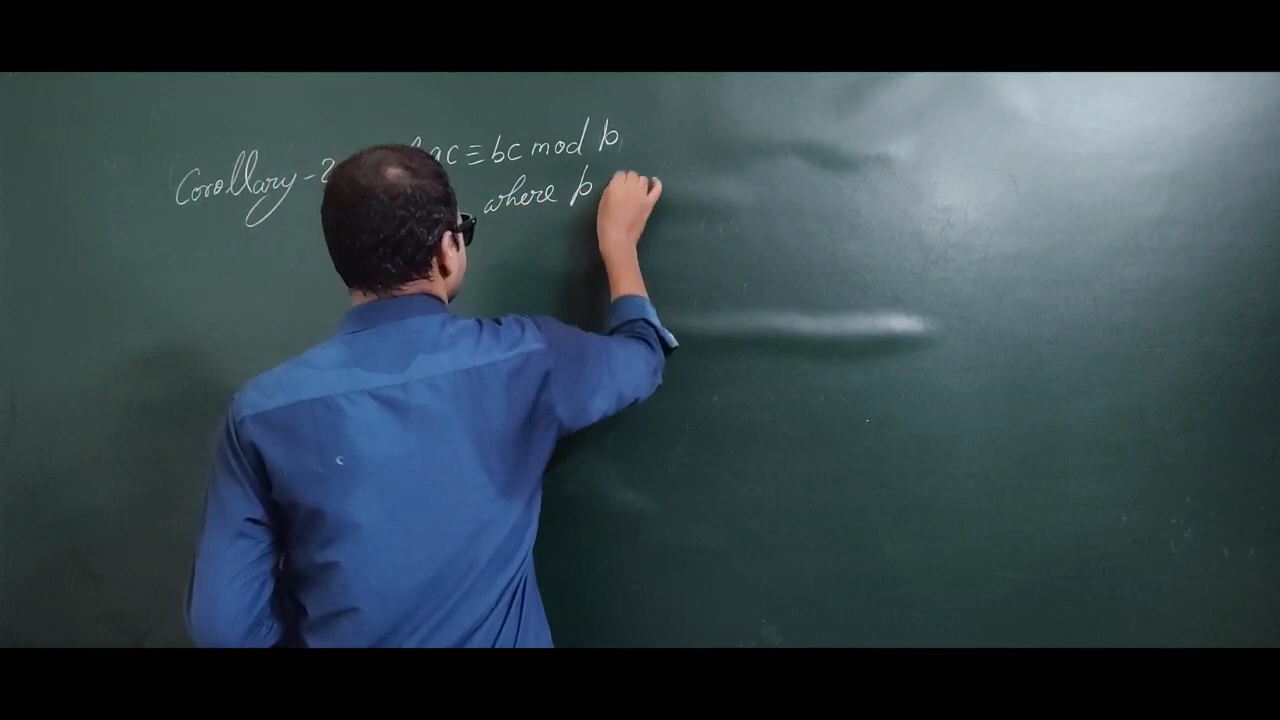 Corollary-2 ac ≡ bc mod p
where p